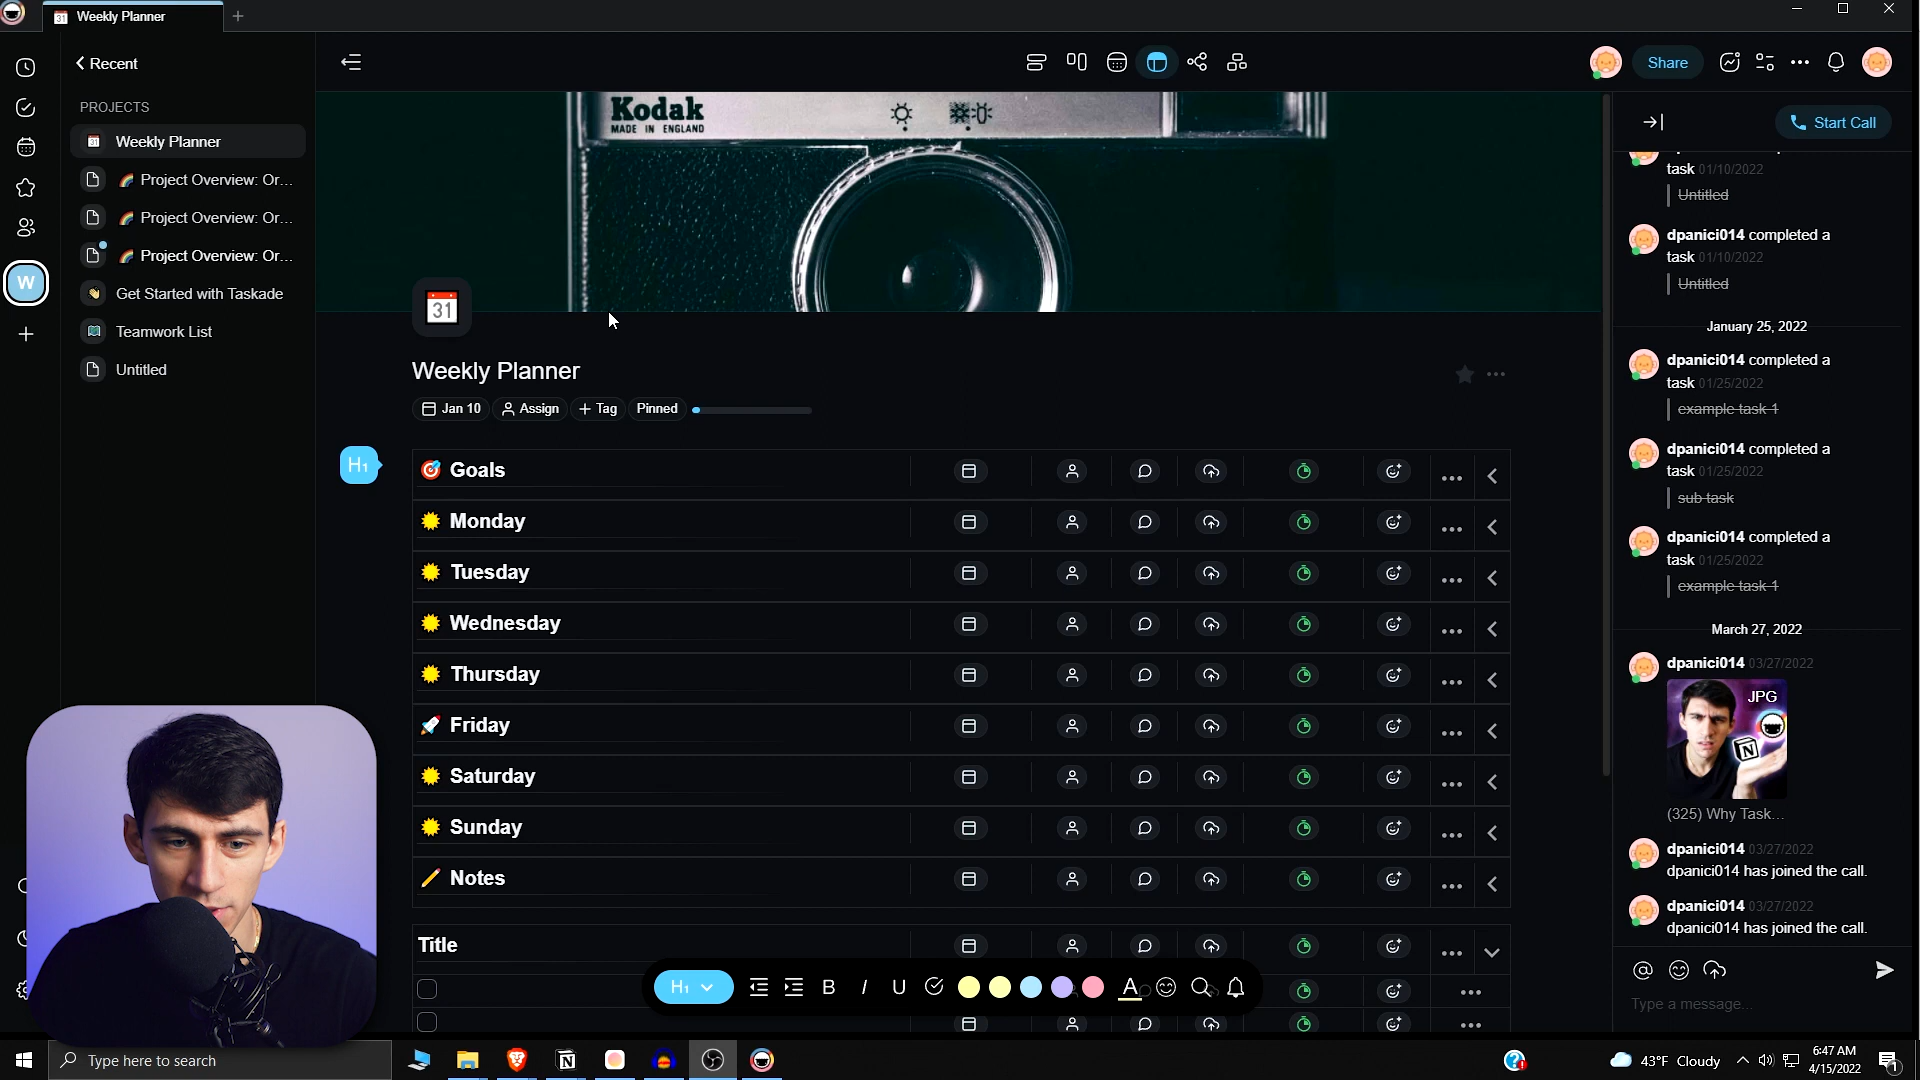 Weekly Planner
Recent
PROJECTS
Weekly Planner
Project Overview: Or...
Project Overview: Or...
Project Overview: Or...
Get Started with Taskade
Teamwork List
Untitled
W
Share
Kodak
MADE IN ENGLAND
31
Weekly Planner
Jan 10
Assign
+ Tag
Pinned
H1
Goals
Monday
Tuesday
Wednesday
Thursday
Friday
Saturday
Sunday
Notes
Title
H1
B I U A
Start Call
task 01/10/2022
Untitled
dpanici014 completed a
task 01/10/2022
Untitled
January 25, 2022
dpanici014 completed a
task 01/25/2022
example task 1
dpanici014 completed a
task 01/25/2022
sub task
dpanici014 completed a
task 01/25/2022
example task 1
March 27, 2022
dpanici014 03/27/2022
JPG
(325) Why Task...
dpanici014 03/27/2022
dpanici014 has joined the call.
dpanici014 03/27/2022
dpanici014 has joined the call.
Type a message...
Type here to search
43°F Cloudy
6:47 AM
4/15/2022
1